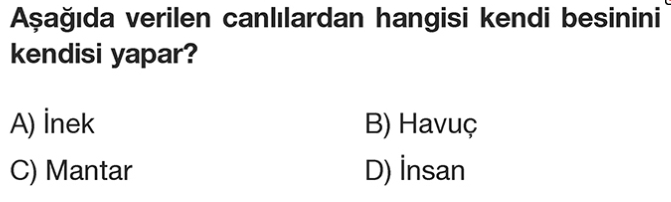 Aşağıda verilen canlılardan hangisi kendi besinini
kendisi yapar?
A) İnek
B) Havuç
C) Mantar
D) İnsan